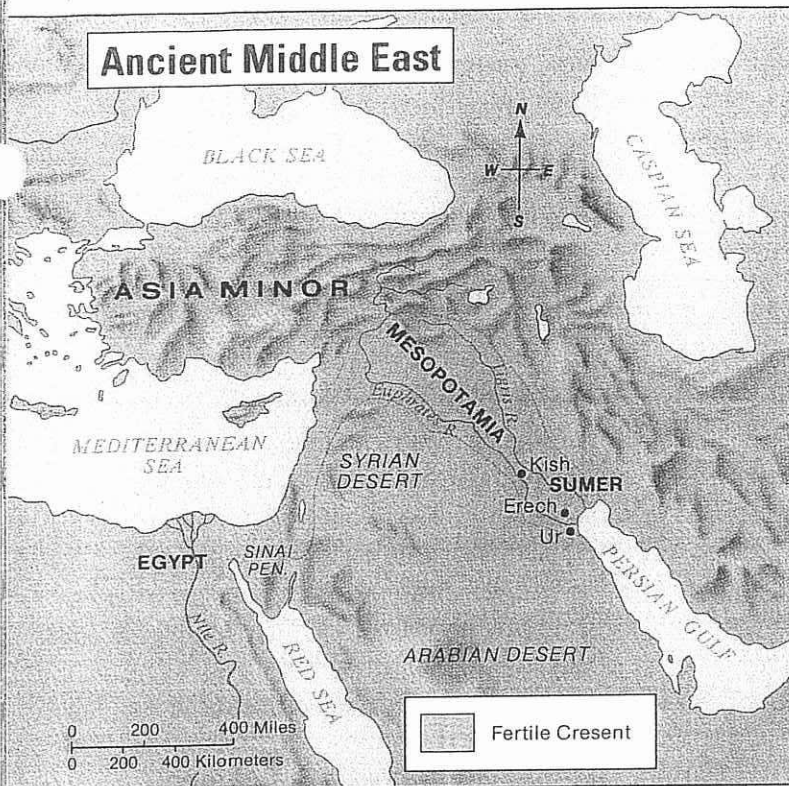 Ancient Middle East
N
W E
S
BLACK SEA
CASPIAN SEA
ASIA MINOR
MESOPOTAMIA
Tigris R.
Euphrates R.
MEDITERRANEAN
SEA
SYRIAN
DESERT
Kish
SUMER
Erech
Ur
EGYPT
SINAI
PEN.
Nile R.
RED SEA
PERSIAN GULF
ARABIAN DESERT
0 200 400 Miles
0 200 400 Kilometers
Fertile Cresent